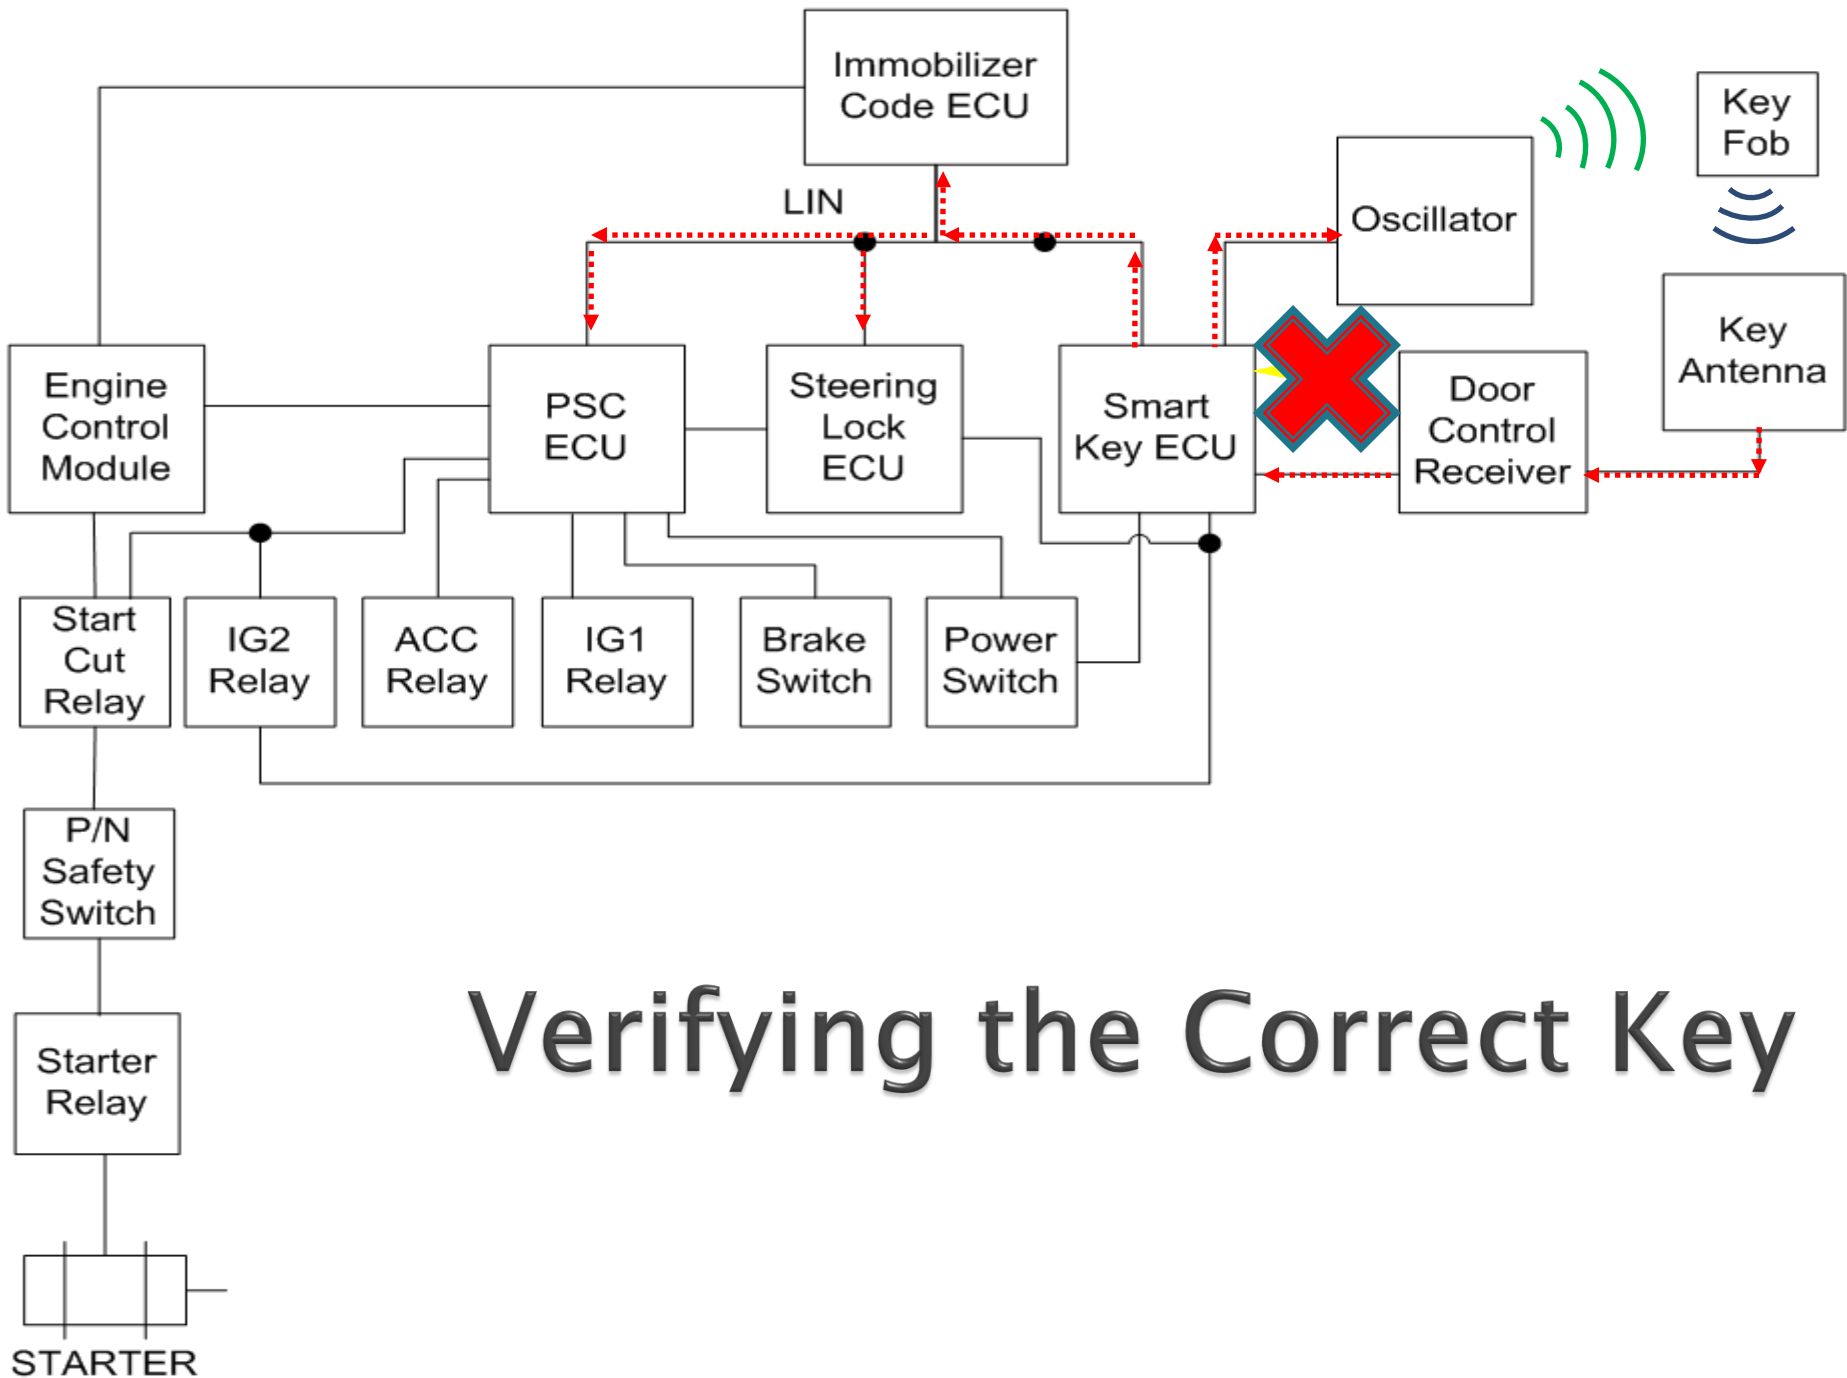 Immobilizer
Code ECU
Key
Fob
LIN
Oscillator
Key
Antenna
Engine
Control
Module
PSC
ECU
Steering
Lock
ECU
Smart
Key ECU
Door
Control
Receiver
Start
Cut
Relay
IG2
Relay
ACC
Relay
IG1
Relay
Brake
Switch
Power
Switch
P/N
Safety
Switch
Verifying the Correct Key
Starter
Relay
STARTER